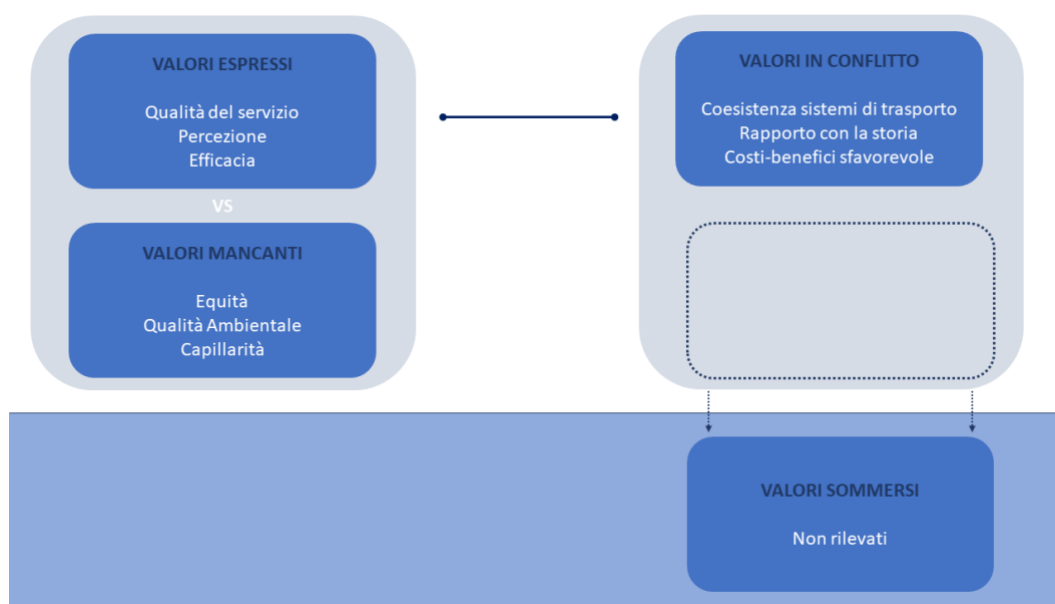 VALORI ESPRESSI
Qualità del servizio
Percezione
Efficacia
VS
VALORI MANCANTI
Equità
Qualità Ambientale
Capillarità
VALORI IN CONFLITTO
Coesistenza sistemi di trasporto
Rapporto con la storia
Costi-benefici sfavorevole
VALORI SOMMERSI
Non rilevati